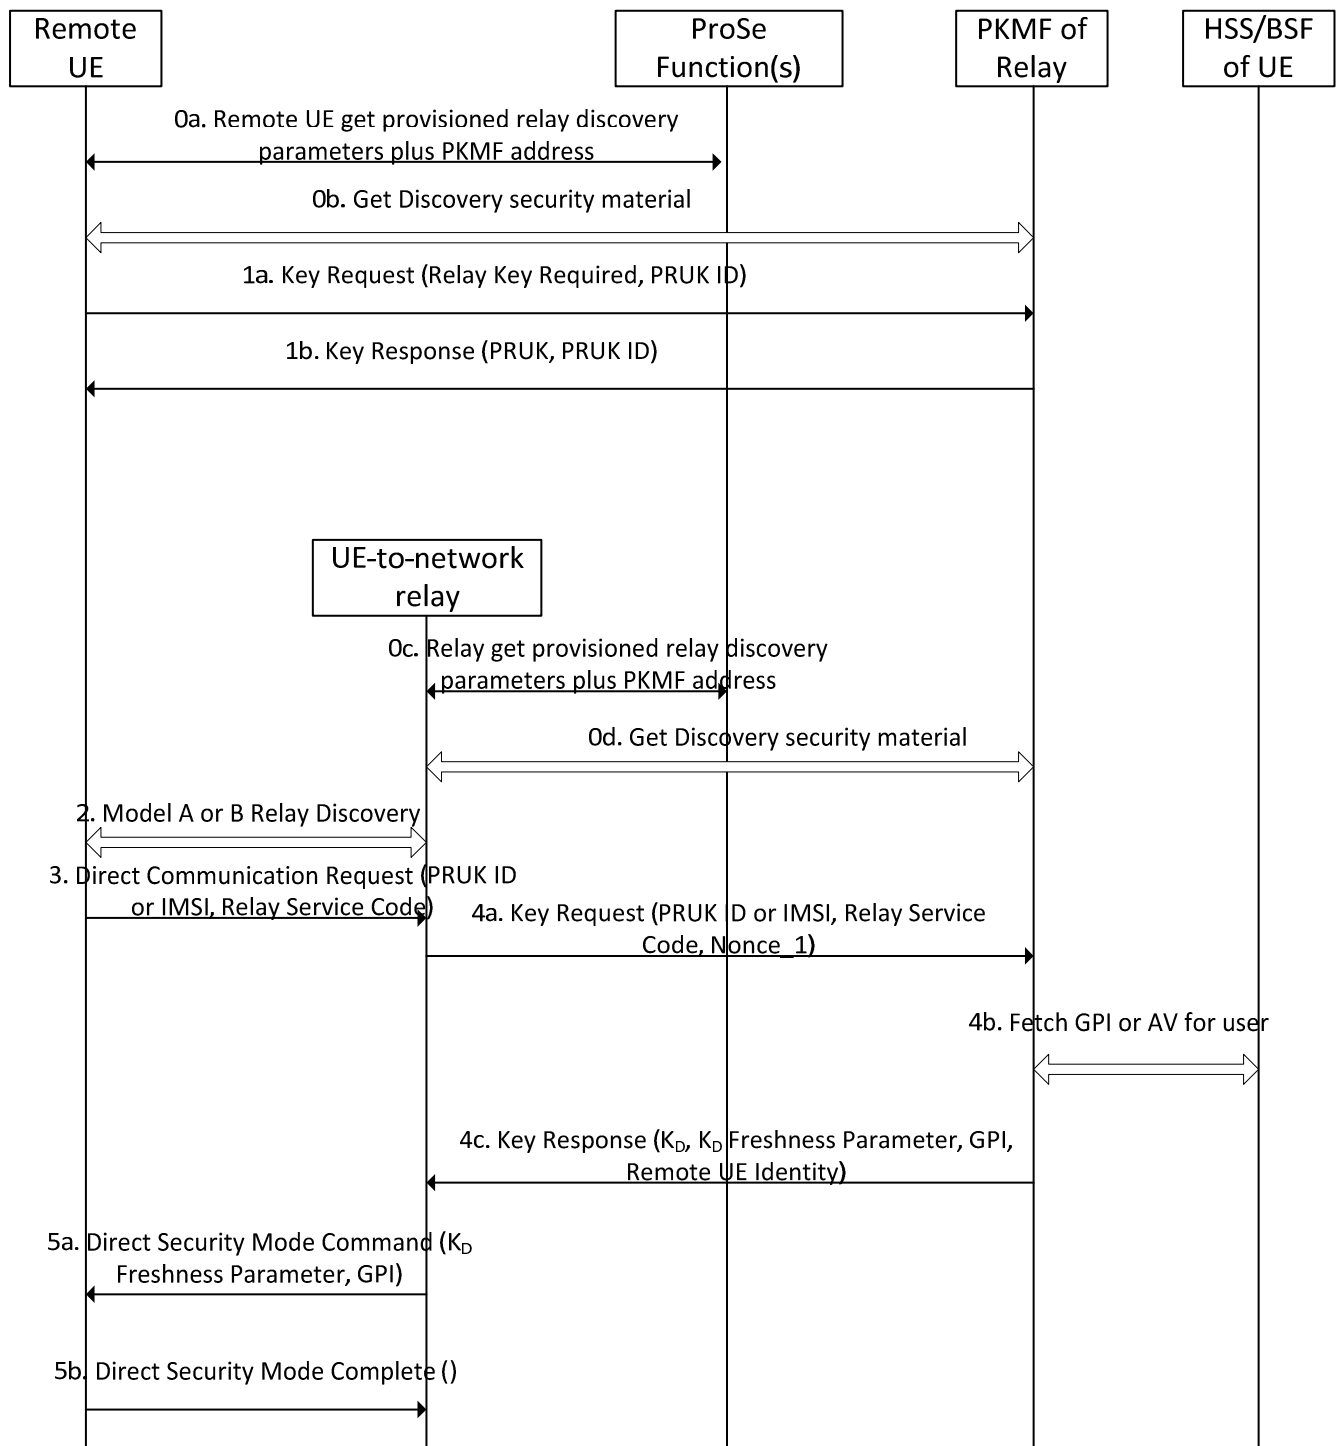 Remote
UE
ProSe
Function(s)
PKMF of
Relay
HSS/BSF
of UE
0a. Remote UE get provisioned relay discovery
parameters plus PKMF address
0b. Get Discovery security material
1a. Key Request (Relay Key Required, PRUK ID)
1b. Key Response (PRUK, PRUK ID)
UE-to-network
relay
0c. Relay get provisioned relay discovery
parameters plus PKMF address
0d. Get Discovery security material
2. Model A or B Relay Discovery
3. Direct Communication Request (PRUK ID
or IMSI, Relay Service Code)
4a. Key Request (PRUK ID or IMSI, Relay Service
Code, Nonce_1)
4b. Fetch GPI or AV for user
4c. Key Response (KD, KD Freshness Parameter, GPI,
Remote UE Identity)
5a. Direct Security Mode Command (KD
Freshness Parameter, GPI)
5b. Direct Security Mode Complete ()